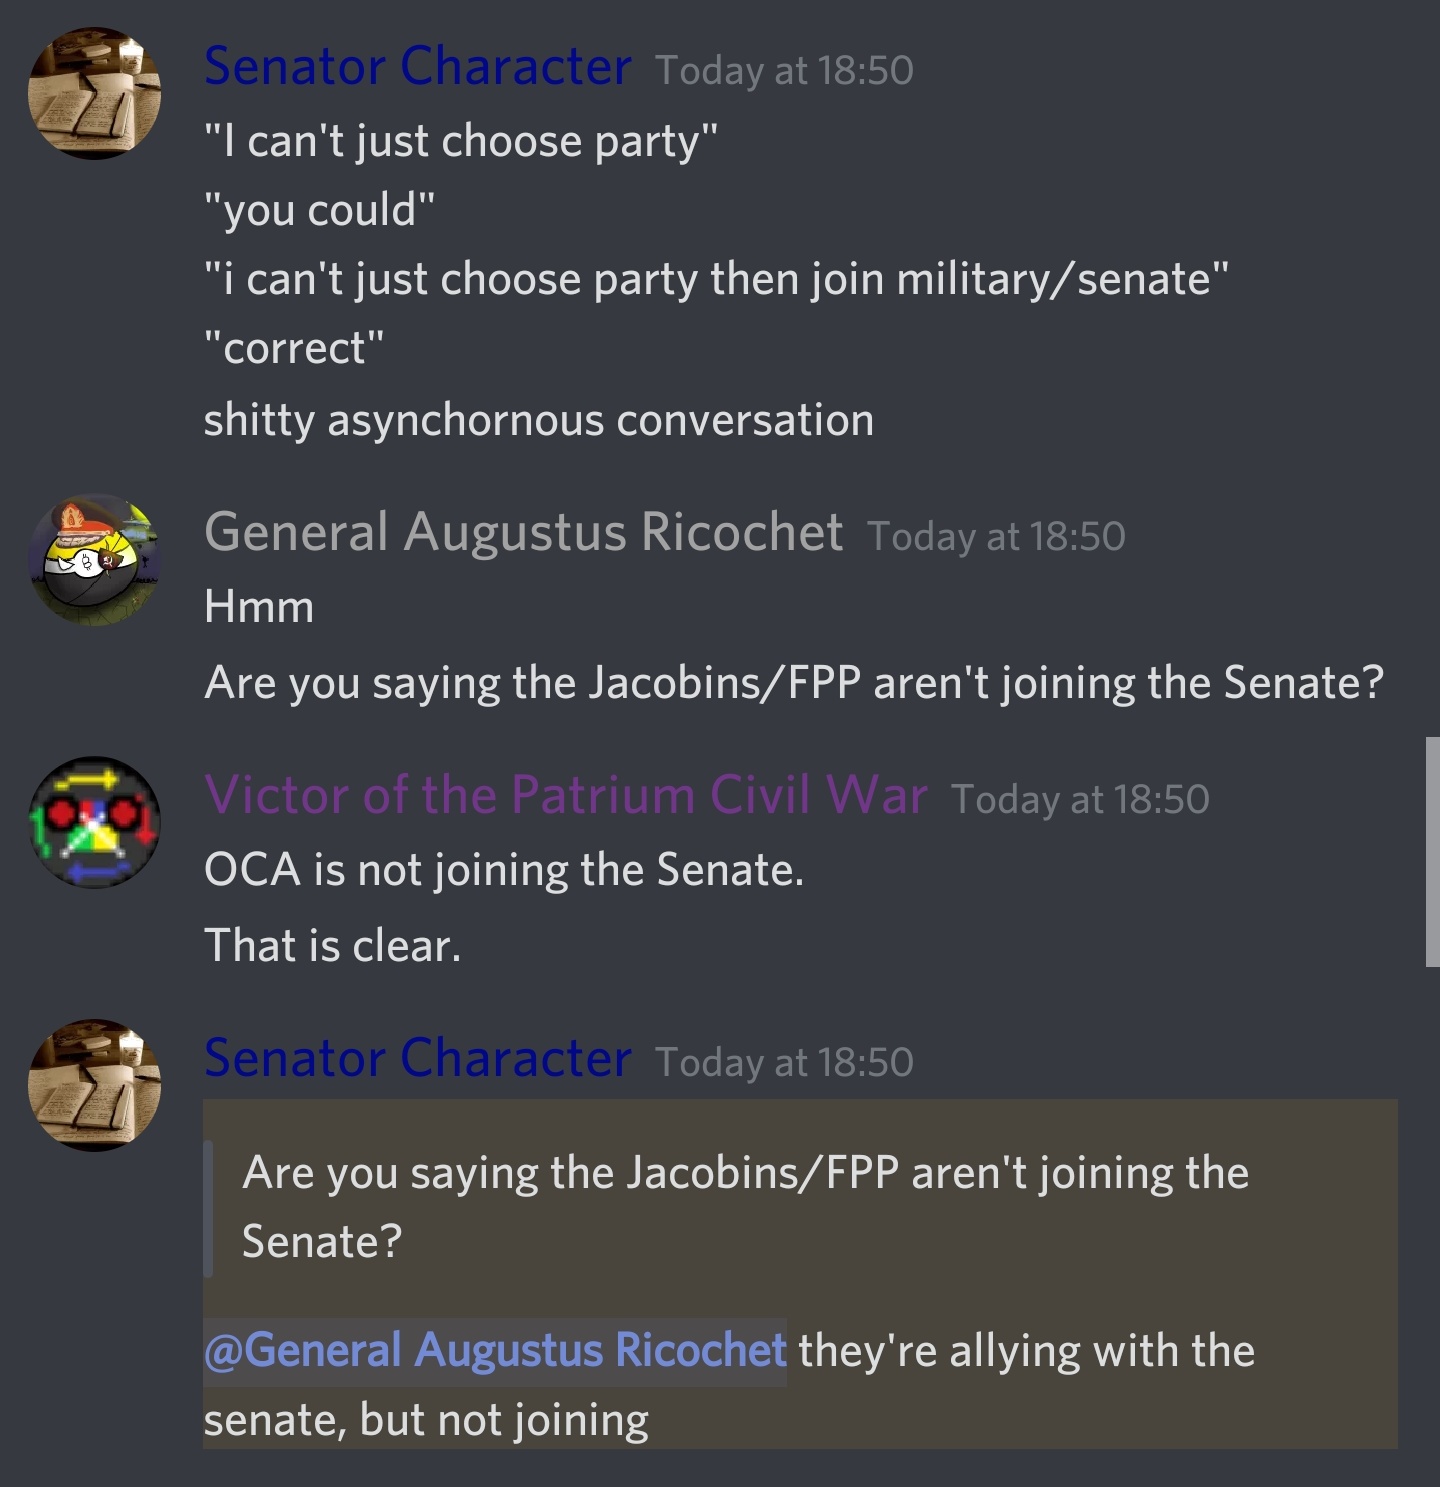 Senator Character Today at 18:50
"I can't just choose party"
"you could"
"i can't just choose party then join military/senate"
"correct"
shitty asynchornous conversation
General Augustus Ricochet Today at 18:50
Hmm
Are you saying the Jacobins/FPP aren't joining the Senate?
Victor of the Patrium Civil War Today at 18:50
OCA is not joining the Senate.
That is clear.
Senator Character Today at 18:50
Are you saying the Jacobins/FPP aren't joining the
Senate?
@General Augustus Ricochet they're allying with the
senate, but not joining